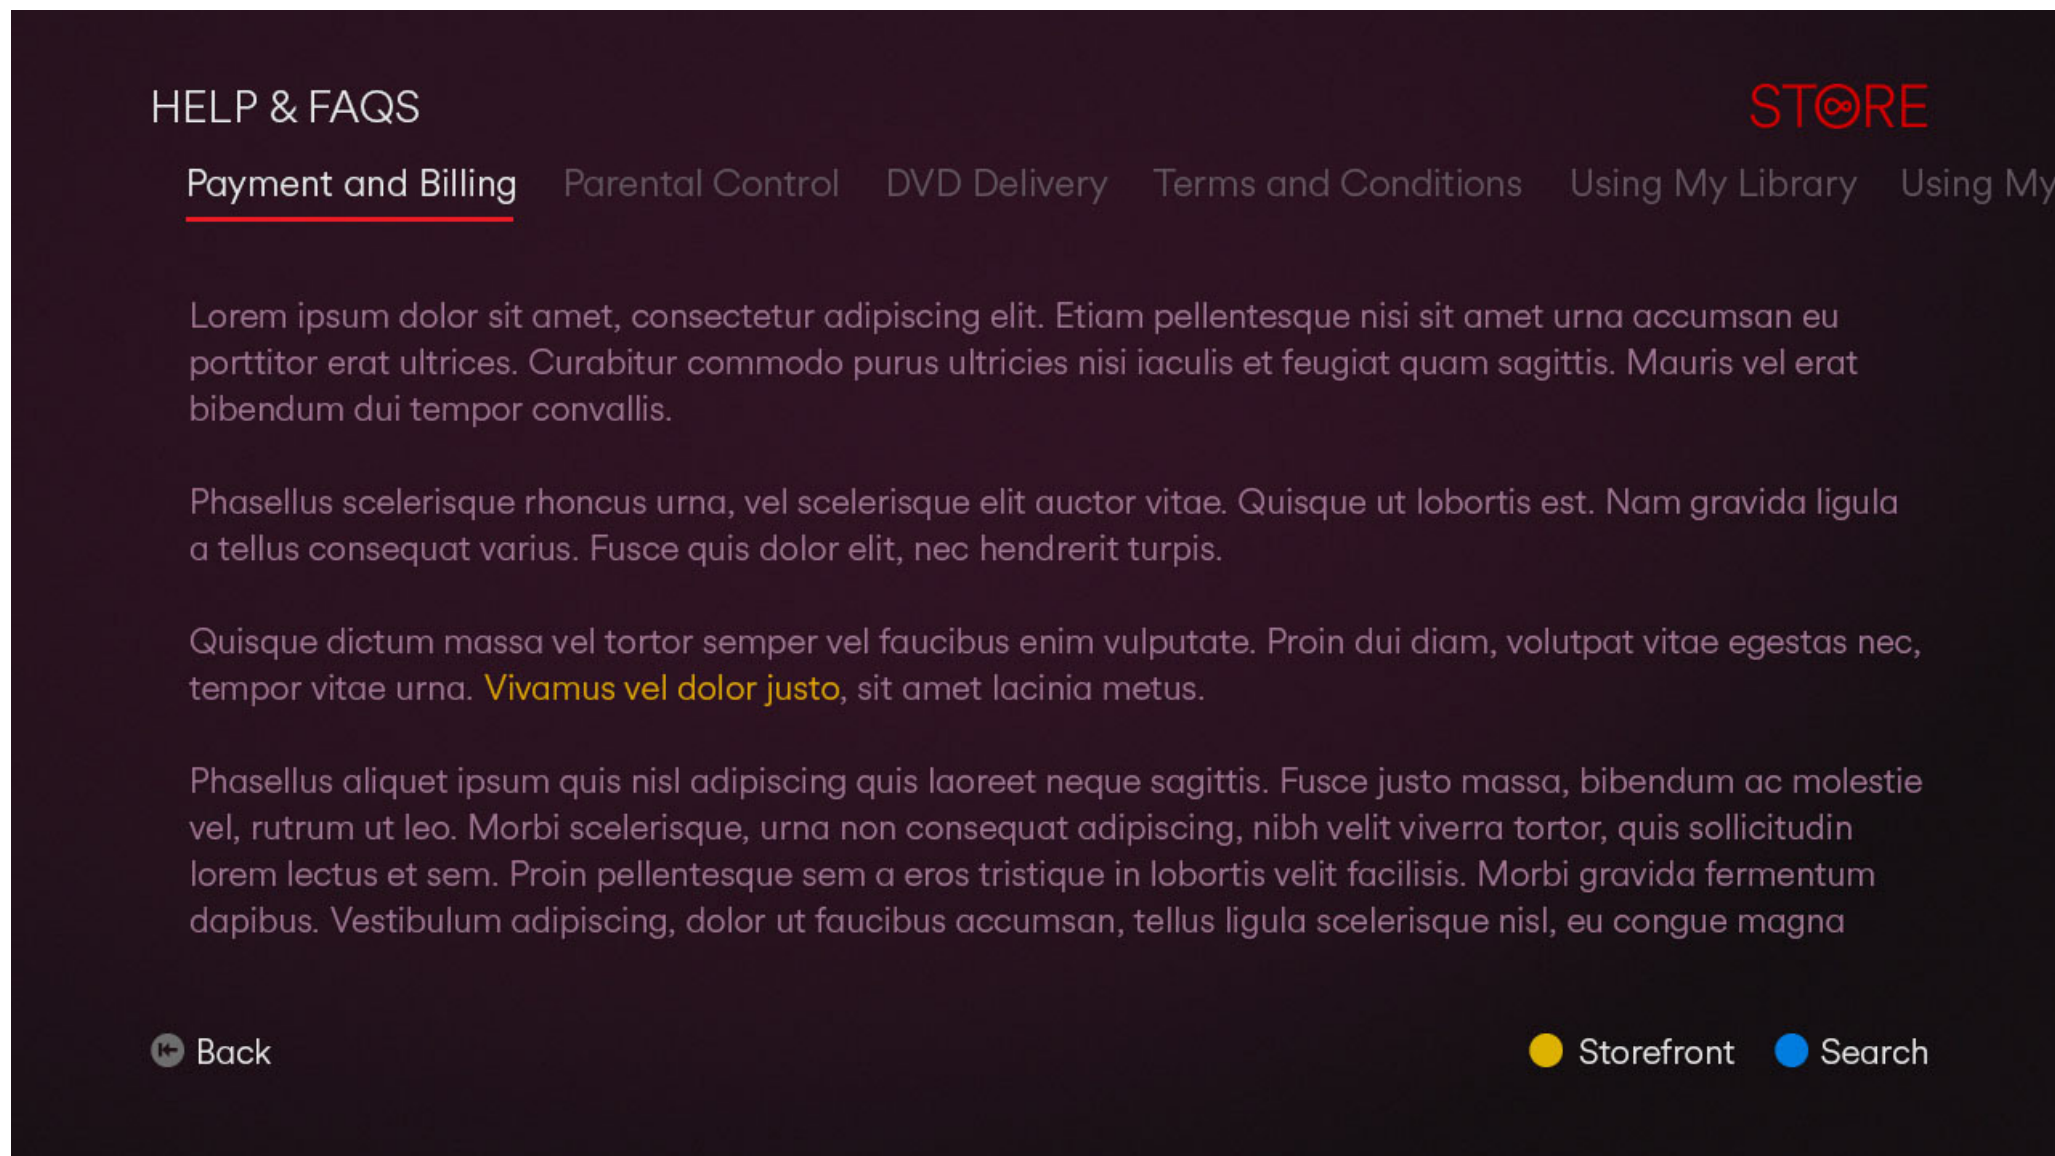 HELP & FAQS
STORE
Payment and Billing Parental Control DVD Delivery Terms and Conditions Using My Library Using My
Lorem ipsum dolor sit amet, consectetur adipiscing elit. Etiam pellentesque nisi sit amet urna accumsan eu
porttitor erat ultrices. Curabitur commodo purus ultricies nisi iaculis et feugiat quam sagittis. Mauris vel erat
bibendum dui tempor convallis.
Phasellus scelerisque rhoncus urna, vel scelerisque elit auctor vitae. Quisque ut lobortis est. Nam gravida ligula
a tellus consequat varius. Fusce quis dolor elit, nec hendrerit turpis.
Quisque dictum massa vel tortor semper vel faucibus enim vulputate. Proin dui diam, volutpat vitae egestas nec,
tempor vitae urna. Vivamus vel dolor justo, sit amet lacinia metus.
Phasellus aliquet ipsum quis nisl adipiscing quis laoreet neque sagittis. Fusce justo massa, bibendum ac molestie
vel, rutrum ut leo. Morbi scelerisque, urna non consequat adipiscing, nibh velit viverra tortor, quis sollicitudin
lorem lectus et sem. Proin pellentesque sem a eros tristique in lobortis velit facilisis. Morbi gravida fermentum
dapibus. Vestibulum adipiscing, dolor ut faucibus accumsan, tellus ligula scelerisque nisl, eu congue magna
Back
Storefront Search